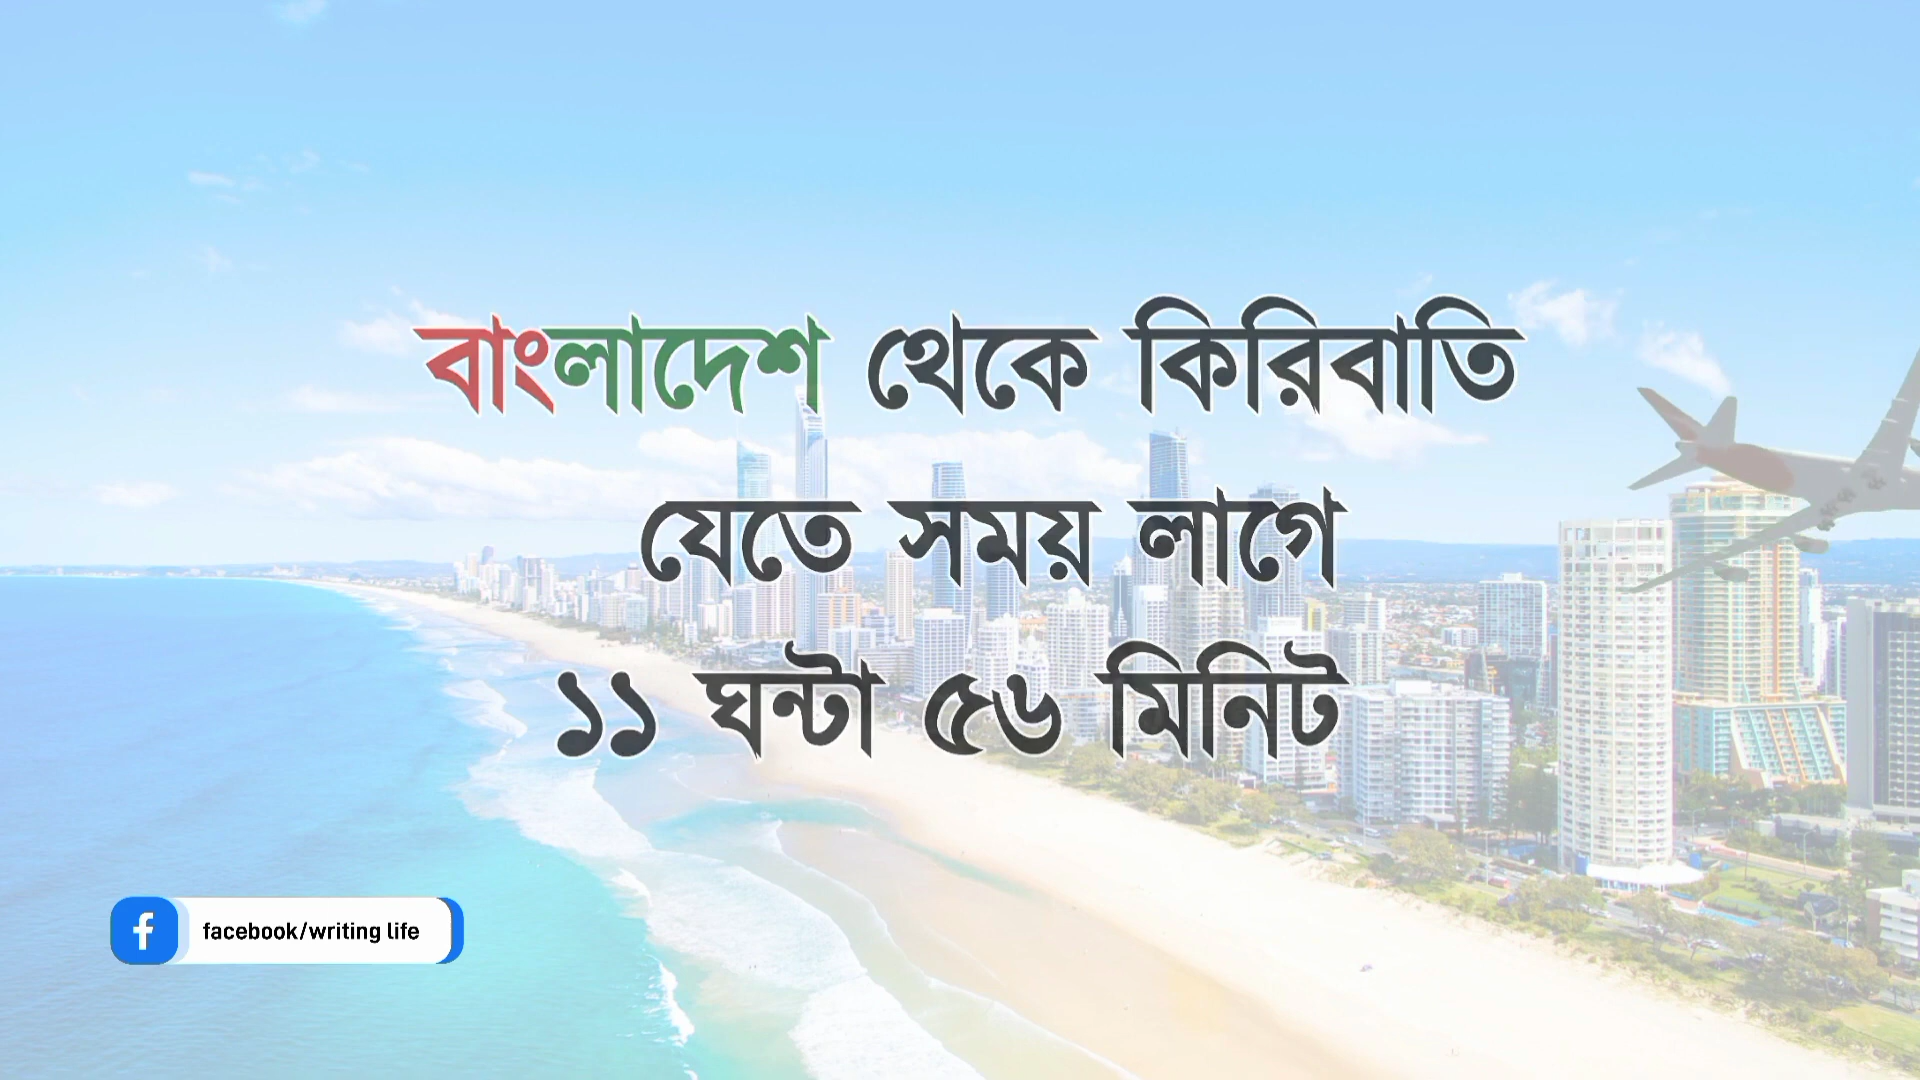 বাংলাদেশ থেকে কিরিবাতি
যেতে সময় লাগে
১১ ঘন্টা ৫৬ মিনিট
facebook/writing life